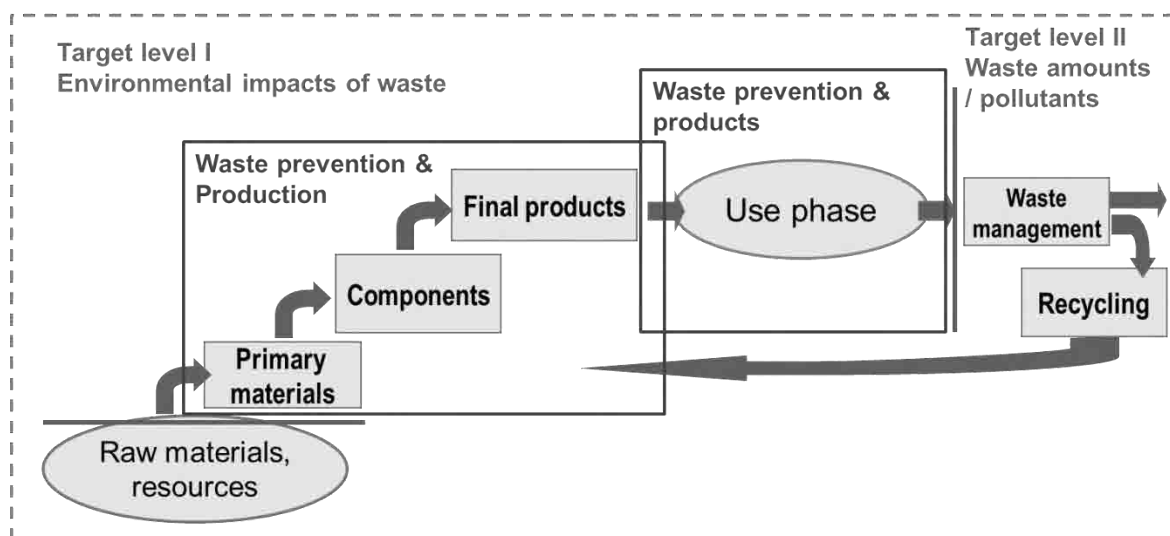 Target level I
Environmental impacts of waste
Target level II
Waste amounts
/ pollutants
Waste prevention &
products
Waste prevention &
Production
Final products
Use phase
Waste
management
Components
Recycling
Primary
materials
Raw materials,
resources